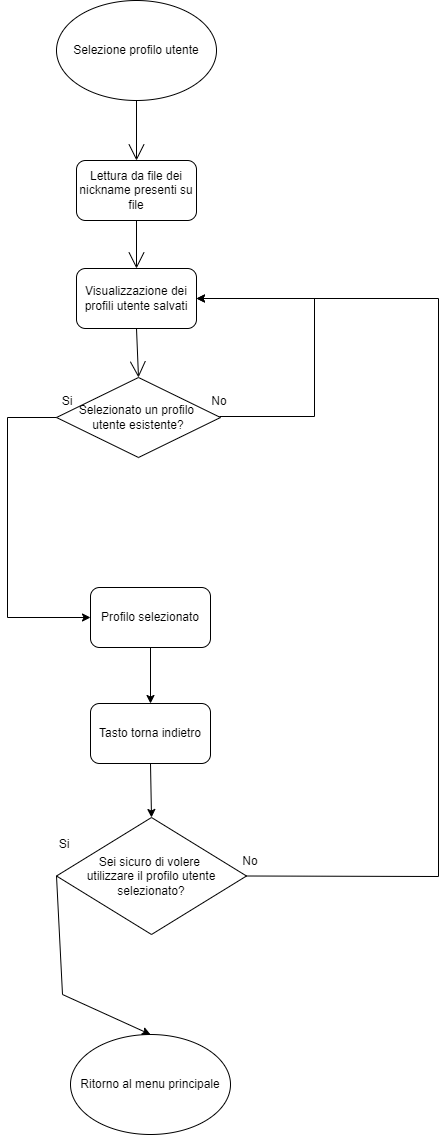 Selezione profilo utente
Lettura da file dei
nickname presenti su
file
Visualizzazione dei
profili utente salvati
Si
No
Selezionato un profilo
utente esistente?
Profilo selezionato
Tasto torna indietro
Si
No
Sei sicuro di volere
utilizzare il profilo utente
selezionato?
Ritorno al menu principale